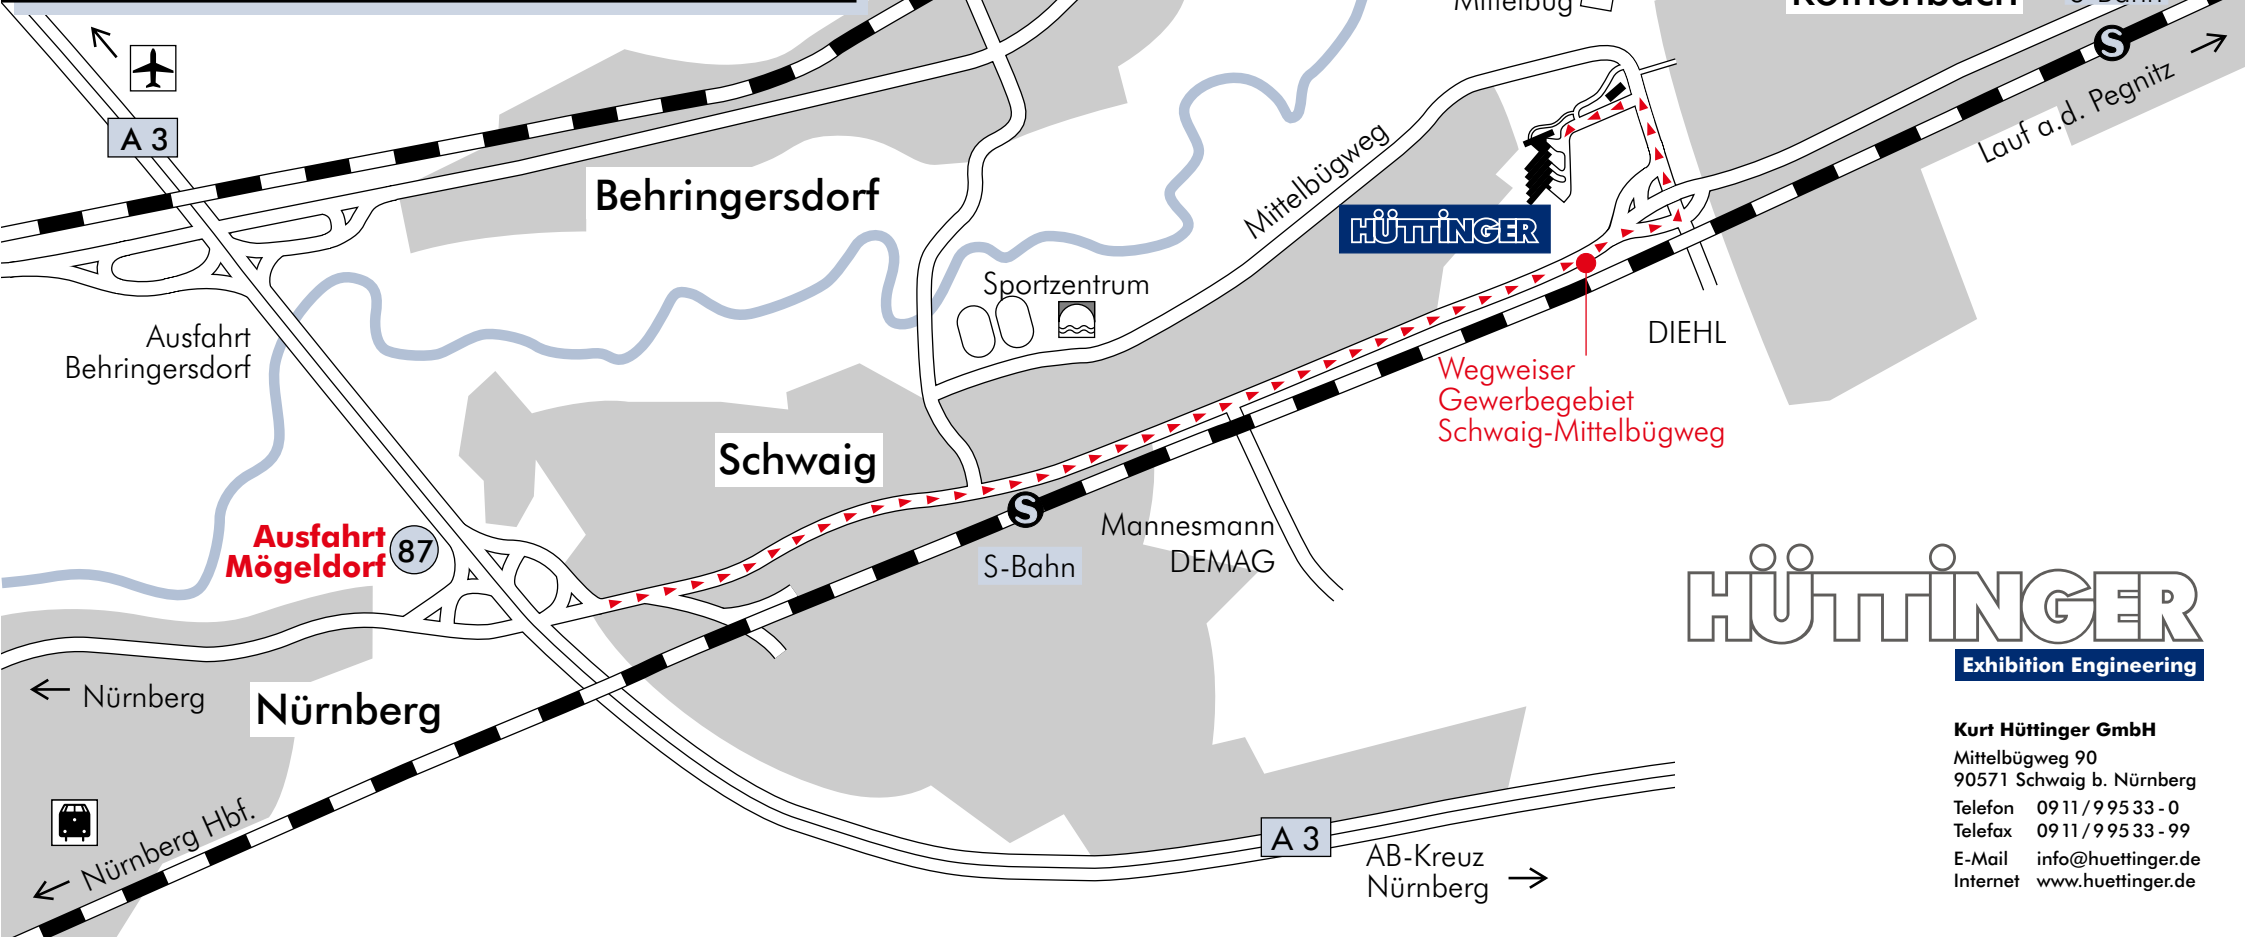 Mittelbüg
Röthenbach
S-Bahn
S
Lauf a.d. Pegnitz
A 3
Behringersdorf
Mittelbügweg
HÜTTINGER
Sportzentrum
Ausfahrt
Behringersdorf
DIEHL
Wegweiser
Gewerbegebiet
Schwaig-Mittelbügweg
Schwaig
S
S-Bahn
Mannesmann
DEMAG
Ausfahrt
Mögeldorf
87
Nürnberg
Nürnberg
Nürnberg Hbf.
A 3
AB-Kreuz
Nürnberg
HÜTTINGER
Exhibition Engineering
Kurt Hüttinger GmbH
Mittelbügweg 90
90571 Schwaig b. Nürnberg
Telefon 0911/99533-0
Telefax 0911/99533-99
E-Mail info@huettinger.de
Internet www.huettinger.de